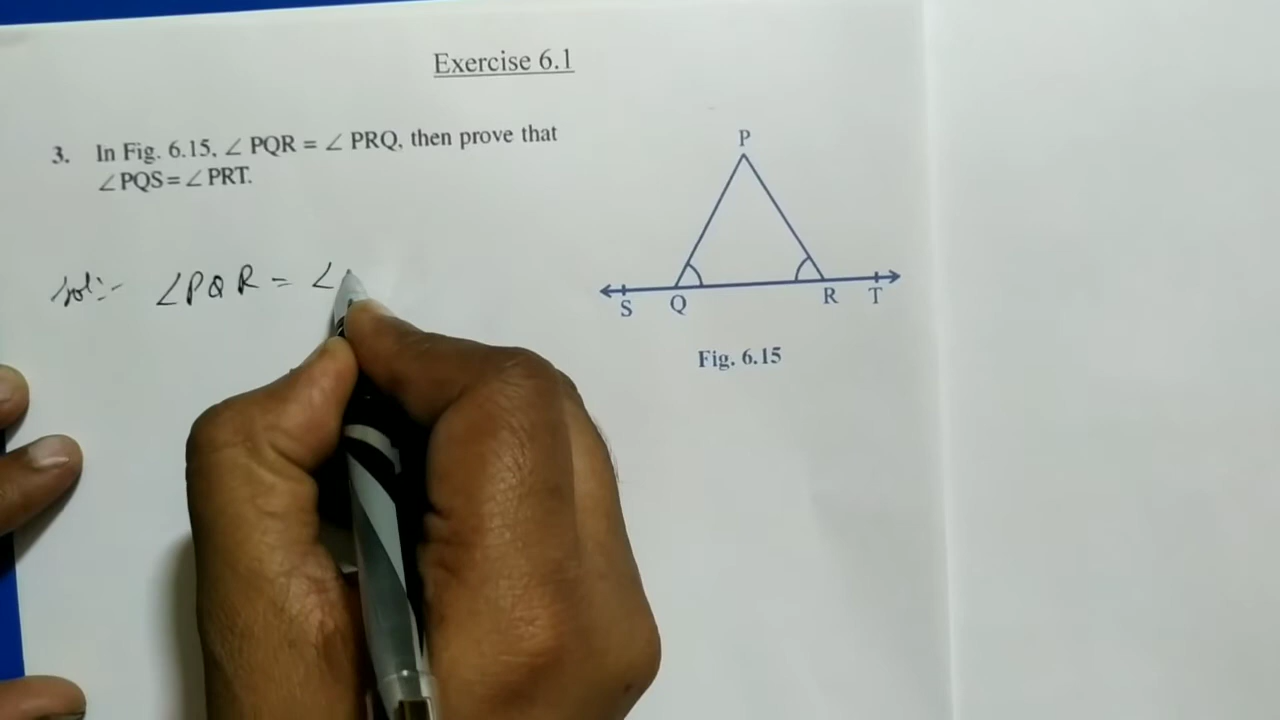 Exercise 6.1
3. In Fig. 6.15, ∠ PQR = ∠ PRQ, then prove that
∠PQS = ∠ PRT.
Sol:- ∠PQR = ∠
P
S Q R T
Fig. 6.15